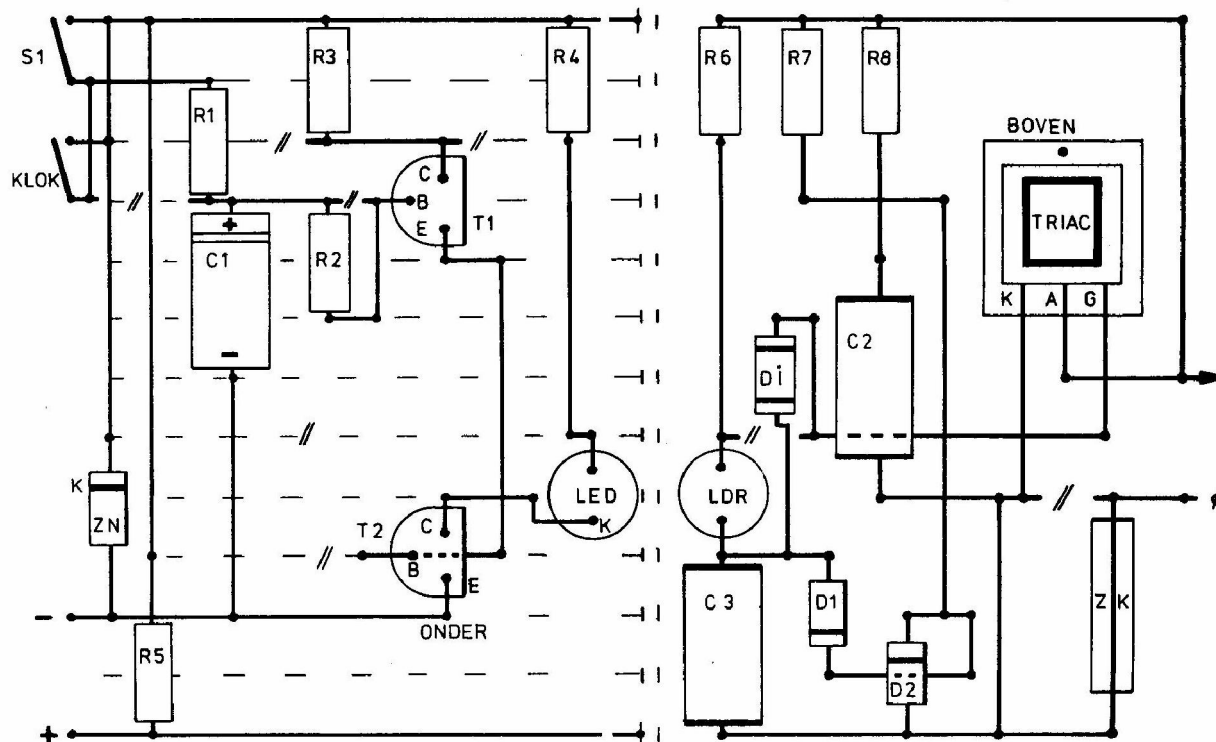 S1
R3
R4
R6
R7
R8
R1
BOVEN
KLOK
C
B
E
T1
TRIAC
+
C1
-
R2
K A G
C2
Di
K
ZN
T2
C
B
E
LED
K
LDR
-
ONDER
C3
D1
Z K
R5
D2
+